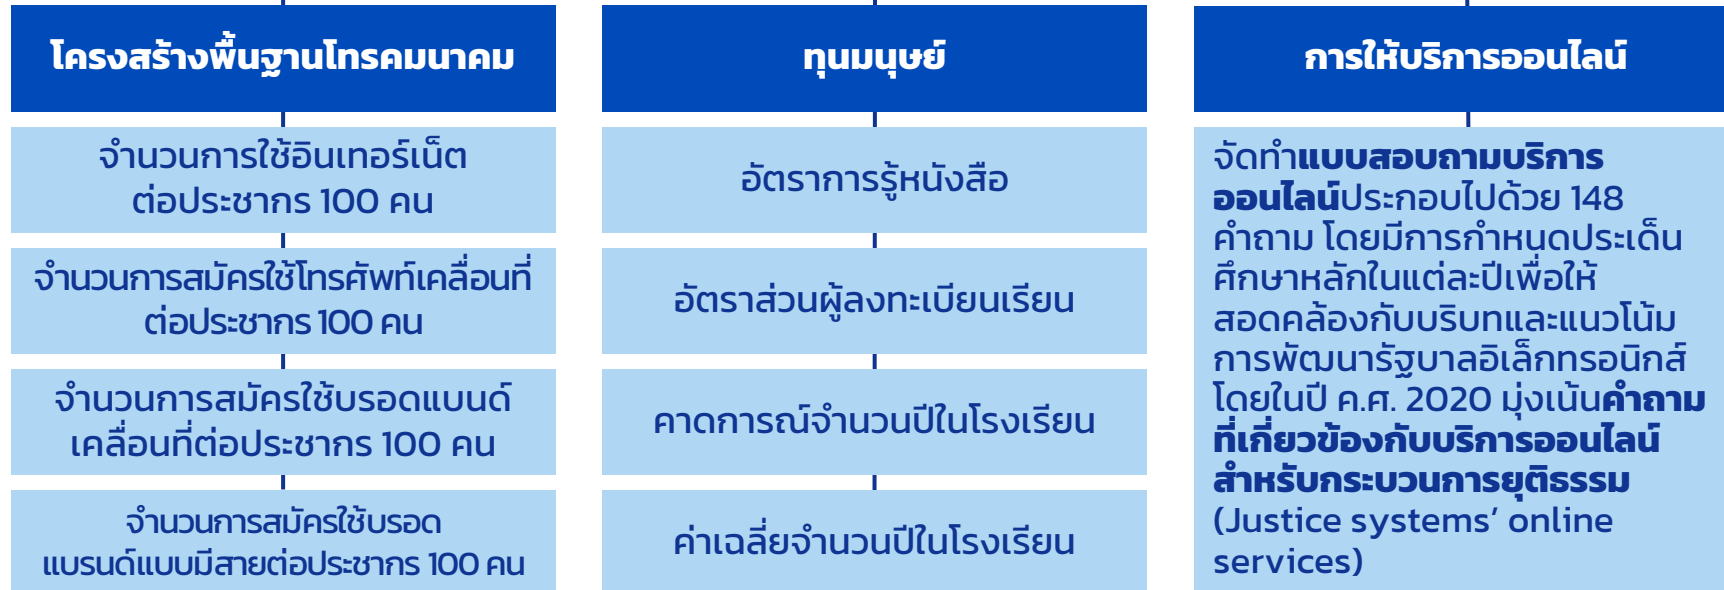 โครงสร้างพื้นฐานโทรคมนาคม
จำนวนการใช้อินเทอร์เน็ต
ต่อประชากร 100 คน
จำนวนการสมัครใช้โทรศัพท์เคลื่อนที่
ต่อประชากร 100 คน
จำนวนการสมัครใช้บรอดแบนด์
เคลื่อนที่ต่อประชากร 100 คน
จำนวนการสมัครใช้บรอด
แบรนด์แบบมีสายต่อประชากร 100 คน
ทุนมนุษย์
อัตราการรู้หนังสือ
อัตราส่วนผู้ลงทะเบียนเรียน
คาดการณ์จำนวนปีในโรงเรียน
ค่าเฉลี่ยจำนวนปีในโรงเรียน
การให้บริการออนไลน์
จัดทำแบบสอบถามบริการ
ออนไลน์ประกอบไปด้วย 148
คำถาม โดยมีการกำหนดประเด็น
ศึกษาหลักในแต่ละปีเพื่อให้
สอดคล้องกับบริบทและแนวโน้ม
การพัฒนารัฐบาลอิเล็กทรอนิกส์
โดยในปี ค.ศ. 2020 มุ่งเน้นคำถาม
ที่เกี่ยวข้องกับบริการออนไลน์
สำหรับกระบวนการยุติธรรม
(Justice systems’ online
services)